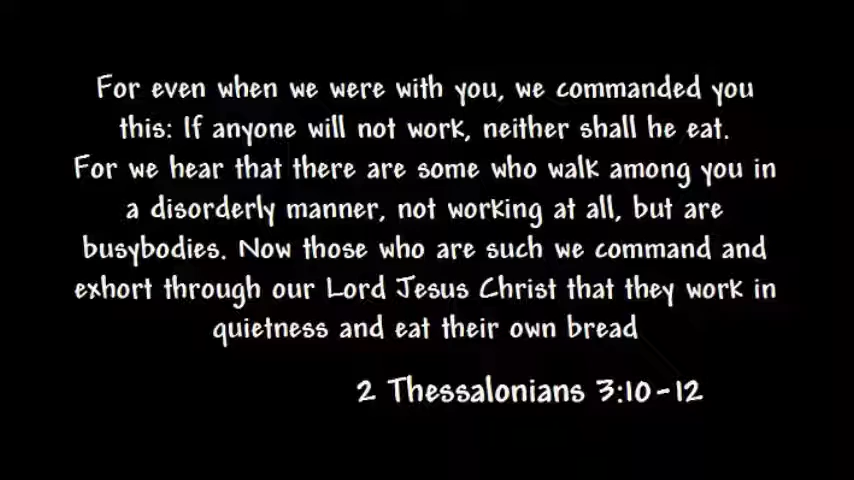 For even when we were with you, we commanded you
this: If anyone will not work, neither shall he eat.
For we hear that there are some who walk among you in
a disorderly manner, not working at all, but are
busybodies. Now those who are such we command and
exhort through our Lord Jesus Christ that they work in
quietness and eat their own bread
2 Thessalonians 3:10-12